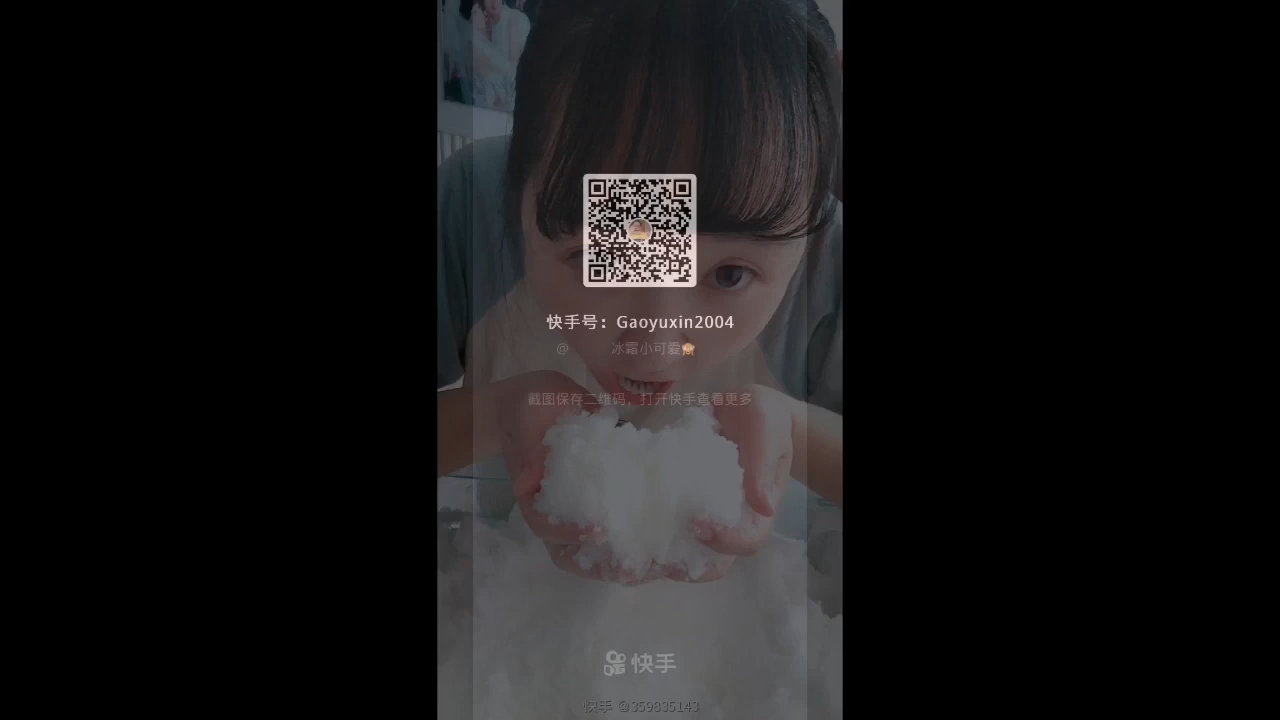 快手号：Gaoyuxin2004
@ 冰霜小可爱
截图保存二维码，打开快手查看更多
快手
快手 @359835143